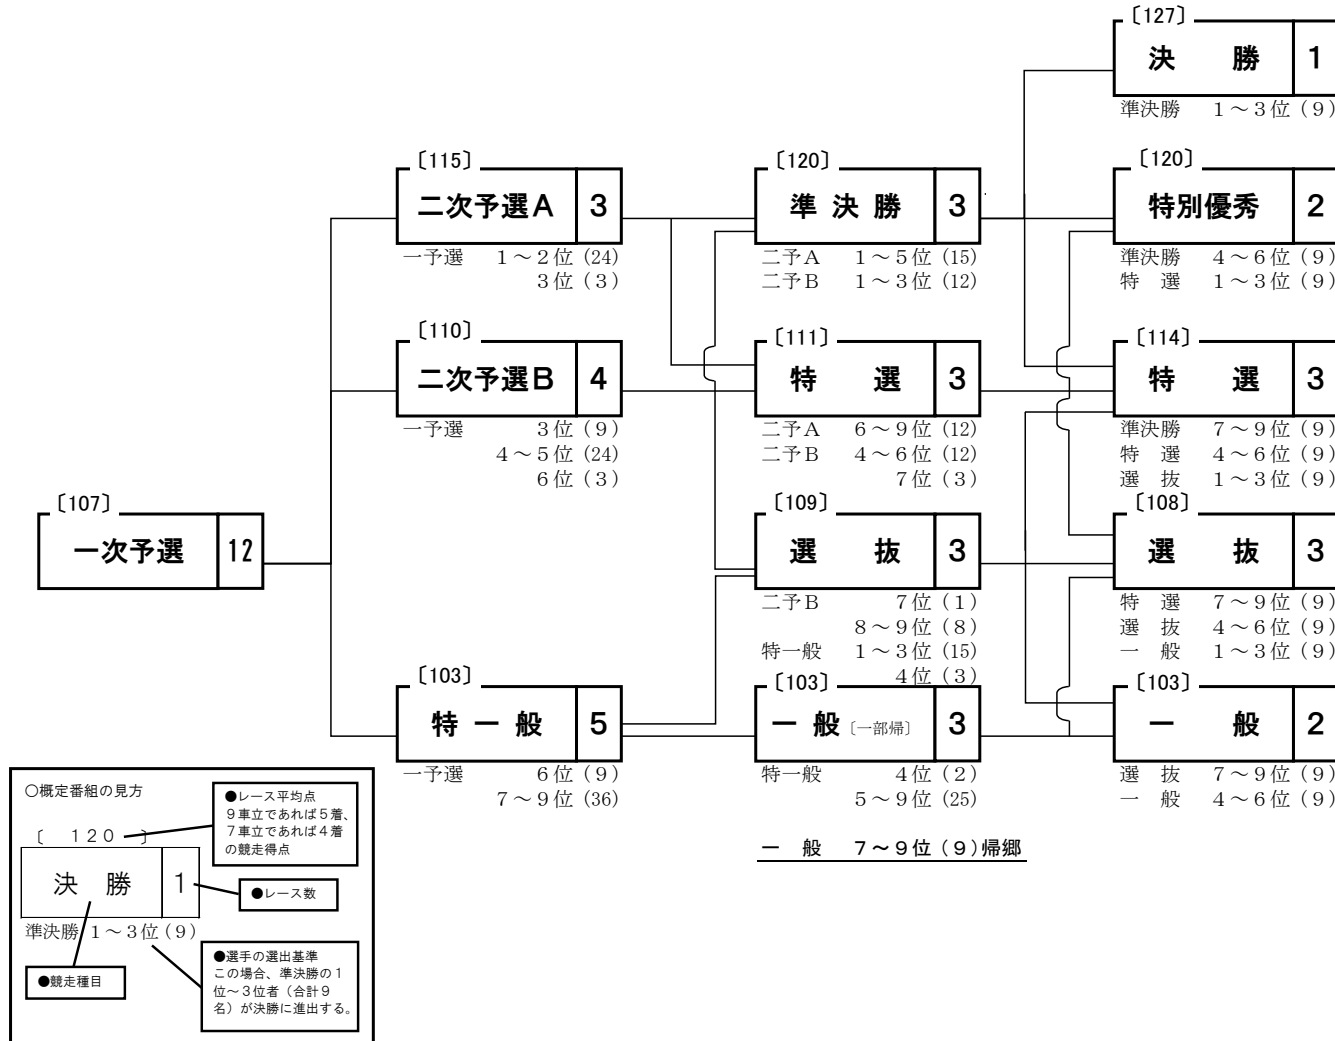 〔107〕
一次予選 12
〔115〕
二次予選A 3
一予選 1～2位 (24)
3位 (3)
〔110〕
二次予選B 4
一予選 3位 (9)
4～5位 (24)
6位 (3)
〔103〕
特一般 5
一予選 6位 (9)
7～9位 (36)
〔120〕
準決勝 3
二予A 1～5位 (15)
二予B 1～3位 (12)
〔111〕
特選 3
二予A 6～9位 (12)
二予B 4～6位 (12)
7位 (3)
〔109〕
選抜 3
二予B 7位 (1)
8～9位 (8)
特一般 1～3位 (15)
4位 (3)
〔103〕
一般〔一部帰〕 3
特一般 4位 (2)
5～9位 (25)
一般 7～9位 (9)帰郷
〔127〕
決勝 1
準決勝 1～3位 (9)
〔120〕
特別優秀 2
準決勝 4～6位 (9)
特選 1～3位 (9)
〔114〕
特選 3
準決勝 7～9位 (9)
特選 4～6位 (9)
選抜 1～3位 (9)
〔108〕
選抜 3
特選 7～9位 (9)
選抜 4～6位 (9)
一般 1～3位 (9)
〔103〕
一般 2
選抜 7～9位 (9)
一般 4～6位 (9)
○概定番組の見方
〔 120 〕
決勝 1
準決勝 1～3位 (9)
●レース平均点
9車立であれば5着、
7車立であれば4着
の競走得点
●レース数
●競走種目
●選手の選出基準
この場合、準決勝の1
位～3位者（合計9
名）が決勝に進出する。